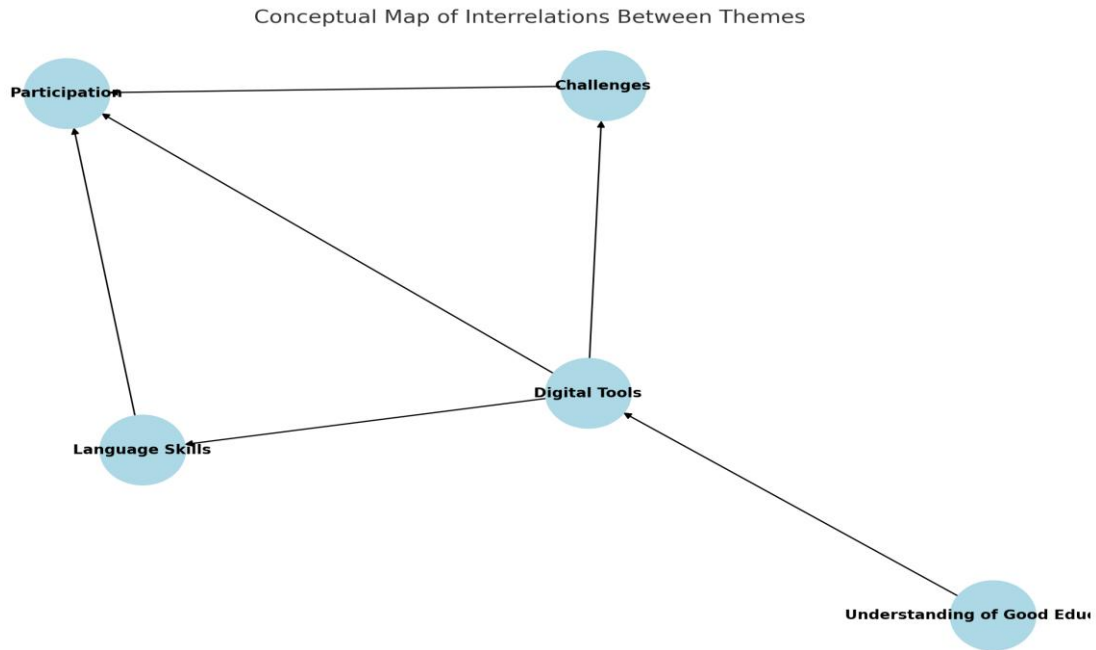 Conceptual Map of Interrelations Between Themes
Participation
Challenges
Digital Tools
Language Skills
Understanding of Good Edu